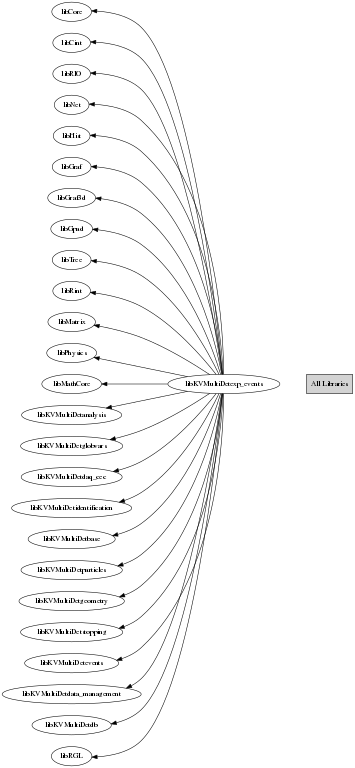 libCore
libCint
libRIO
libNet
libHist
libGraf
libGraf3d
libGpad
libTree
libRint
libMatrix
libPhysics
libKVMultiDetexp_events
All Libraries
libMathCore
libKVMultiDetanalysis
libKVMultiDetglobvars
libKVMultiDetdaq_cec
libKVMultiDetidentification
libKVMultiDetbase
libKVMultiDetparticles
libKVMultiDetgeometry
libKVMultiDetstopping
libKVMultiDetevents
libKVMultiDetdata_management
libKVMultiDetdb
libRGL